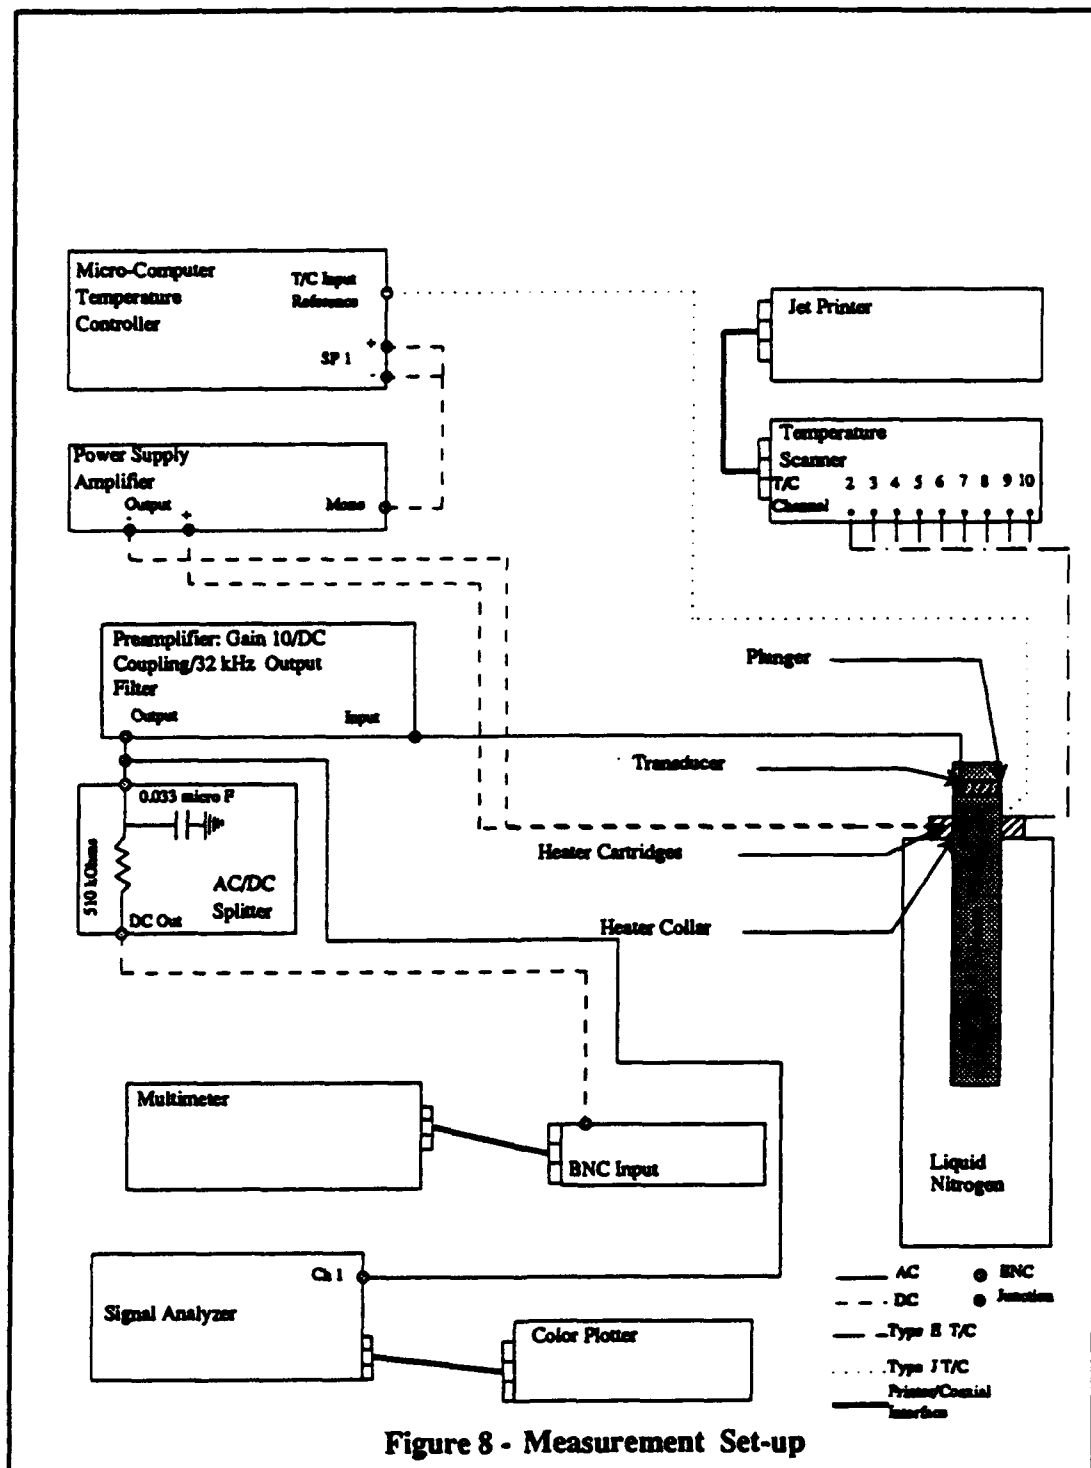 Micro-Computer
Temperature
Controller
T/C Input
Reference
+
SP 1
-
Jet Printer
Power Supply
Amplifier
Output
- +
Mono
Temperature
Scanner
T/C
Channel
2 3 4 5 6 7 8 9 10
Preamplifier: Gain 10/DC
Coupling/32 kHz Output
Filter
Output
Input
Plunger
Transducer
0.033 micro F
510 kOhms
AC/DC
Splitter
DC Out
Heater Cartridges
Heater Collar
Multimeter
BNC Input
Liquid
Nitrogen
Ch 1
Signal Analyzer
Color Plotter
AC
BNC
DC
Junction
Type E T/C
Type J T/C
Printer/Coaxial
Interface
Figure 8 - Measurement Set-up